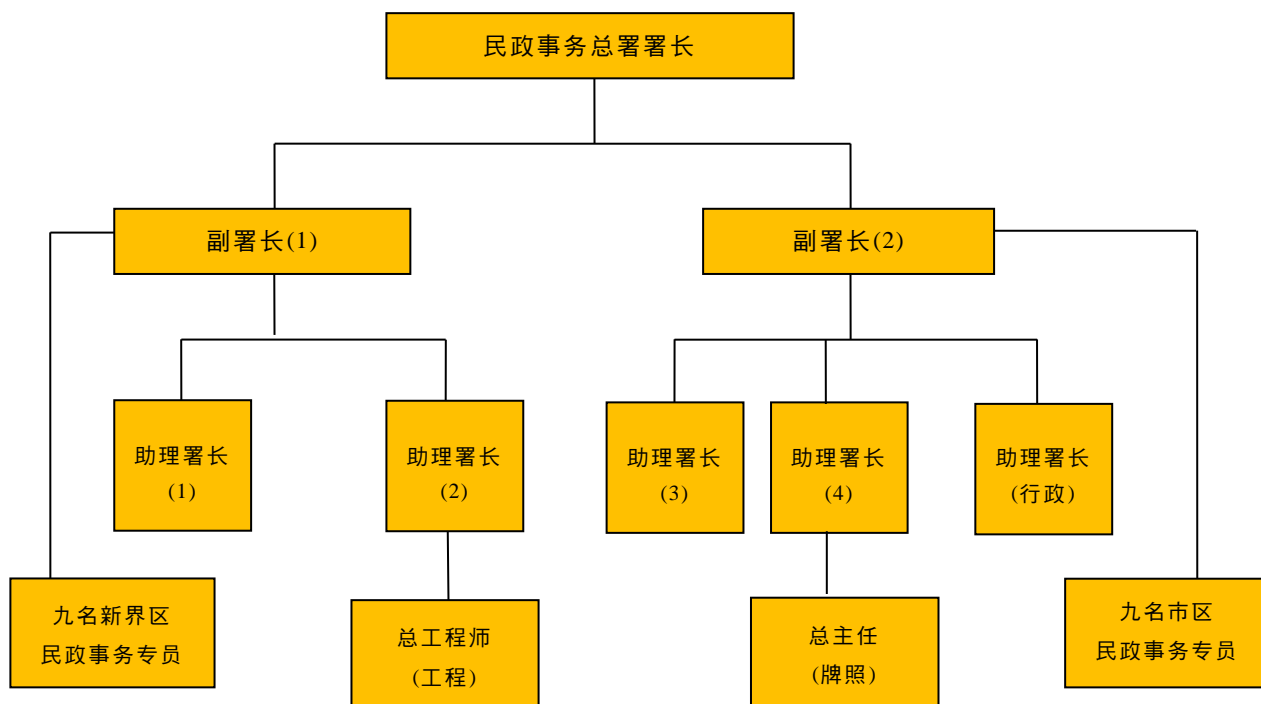 民政事务总署署长
副署长(1)
副署长(2)
助理署长
(1)
助理署长
(2)
助理署长
(3)
助理署长
(4)
助理署长
(行政)
九名新界区
民政事务专员
总工程师
(工程)
总主任
(牌照)
九名市区
民政事务专员